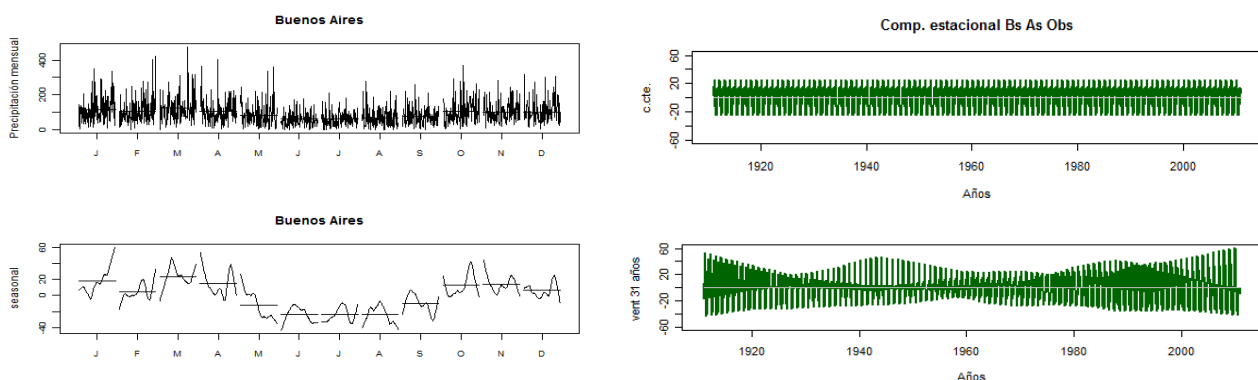 Buenos Aires
Precipitación mensual
400
200
0
J F M A M J J A S O N D
Buenos Aires
seasonal
60
20
0
-40
J F M A M J J A S O N D
Comp. estacional Bs As Obs
c.cte.
60
20
-20
-60
1920 1940 1960 1980 2000
Años
vent 31 años
60
20
-20
-60
1920 1940 1960 1980 2000
Años